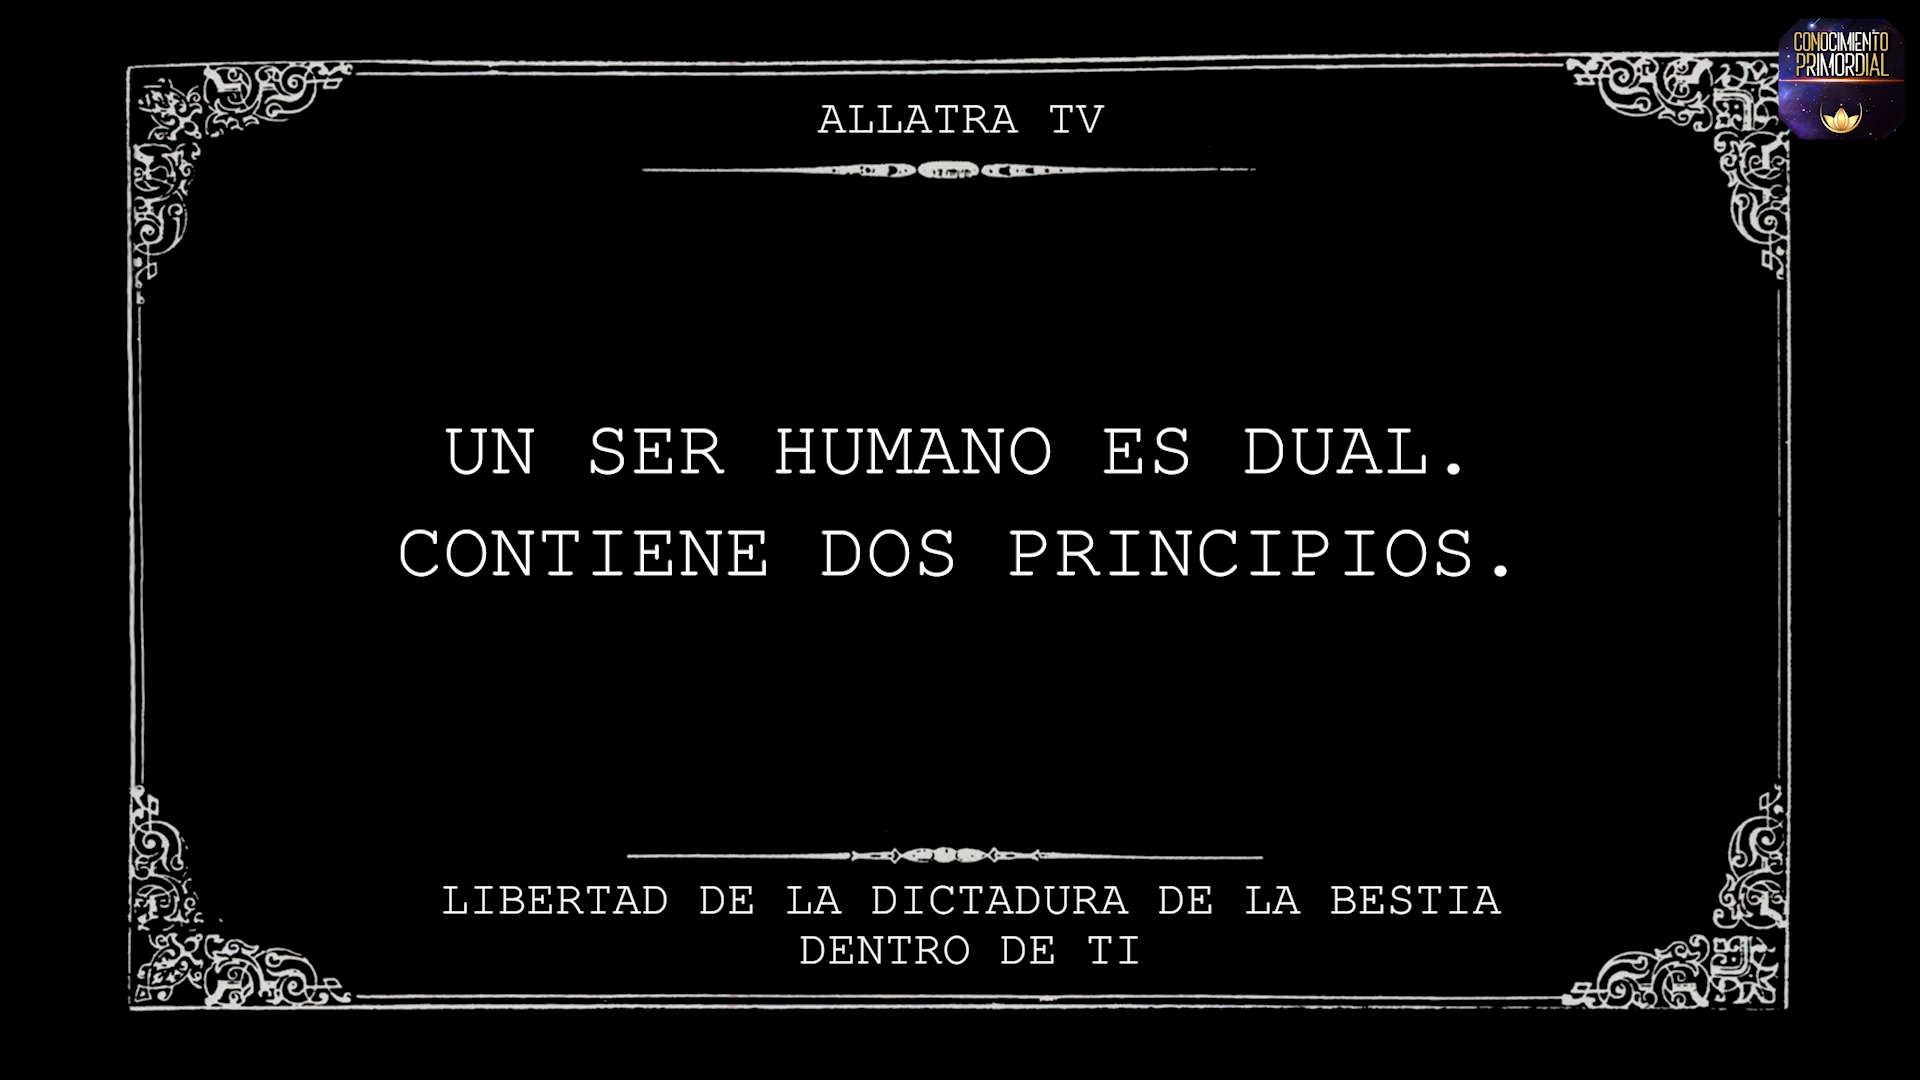 CONOCIMIENTO
PRIMORDIAL
ALLATRA TV
UN SER HUMANO ES DUAL.
CONTIENE DOS PRINCIPIOS.
LIBERTAD DE LA DICTADURA DE LA BESTIA
DENTRO DE TI